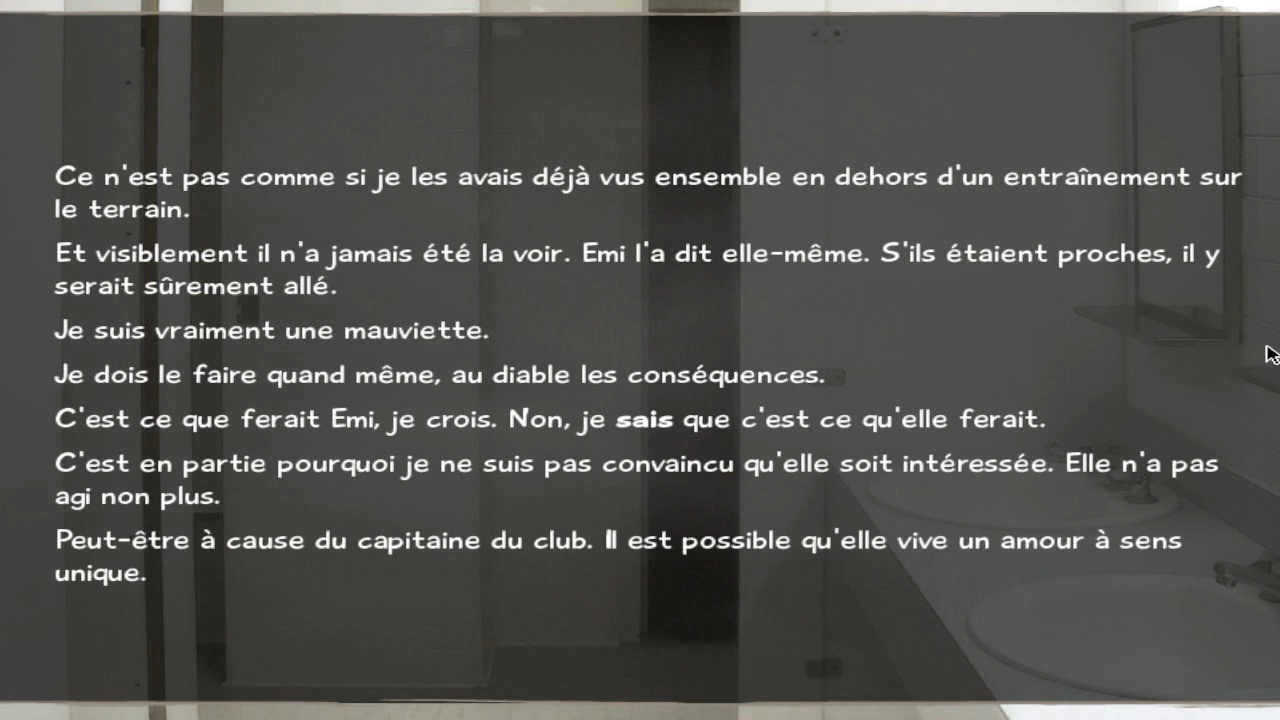 Ce n'est pas comme si je les avais déjà vus ensemble en dehors d'un entraînement sur
le terrain.
Et visiblement il n'a jamais été la voir. Emi l'a dit elle-même. S'ils étaient proches, il y
serait sûrement allé.
Je suis vraiment une mauviette.
Je dois le faire quand même, au diable les conséquences.
C'est ce que ferait Emi, je crois. Non, je sais que c'est ce qu'elle ferait.
C'est en partie pourquoi je ne suis pas convaincu qu'elle soit intéressée. Elle n'a pas
agi non plus.
Peut-être à cause du capitaine du club. Il est possible qu'elle vive un amour à sens
unique.